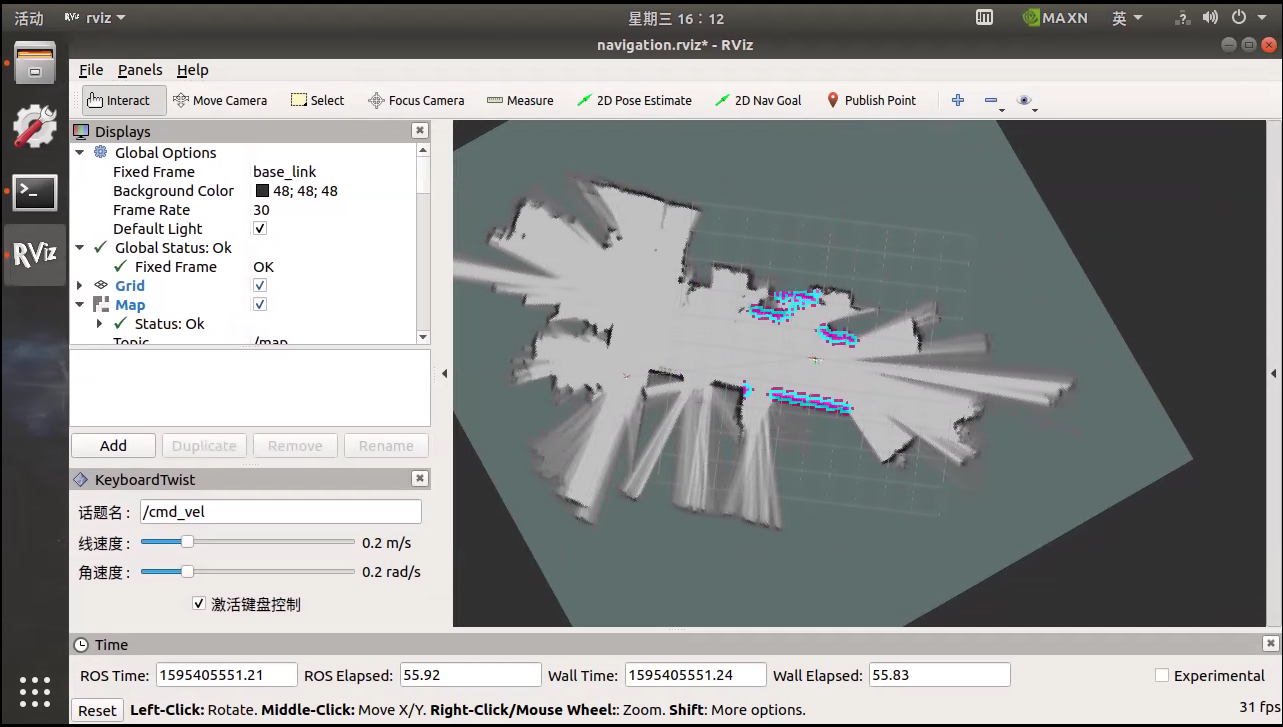 活动 rviz 星期三 16：12 MAXN 英
navigation.rviz* - RViz
File Panels Help
Interact Move Camera Select Focus Camera Measure 2D Pose Estimate 2D Nav Goal Publish Point
Displays
Global Options
Fixed Frame base_link
Background Color 48; 48; 48
Frame Rate 30
Default Light
Global Status: Ok
Fixed Frame OK
RViz
Grid
Map
Status: Ok
Topic /map
Add Duplicate Remove Rename
KeyboardTwist
话题名： /cmd_vel
线速度： 0.2 m/s
角速度： 0.2 rad/s
激活键盘控制
Time
ROS Time: 1595405551.21 ROS Elapsed: 55.92 Wall Time: 1595405551.24 Wall Elapsed: 55.83 Experimental
Reset Left-Click: Rotate. Middle-Click: Move X/Y. Right-Click/Mouse Wheel:: Zoom. Shift: More options. 31 fps